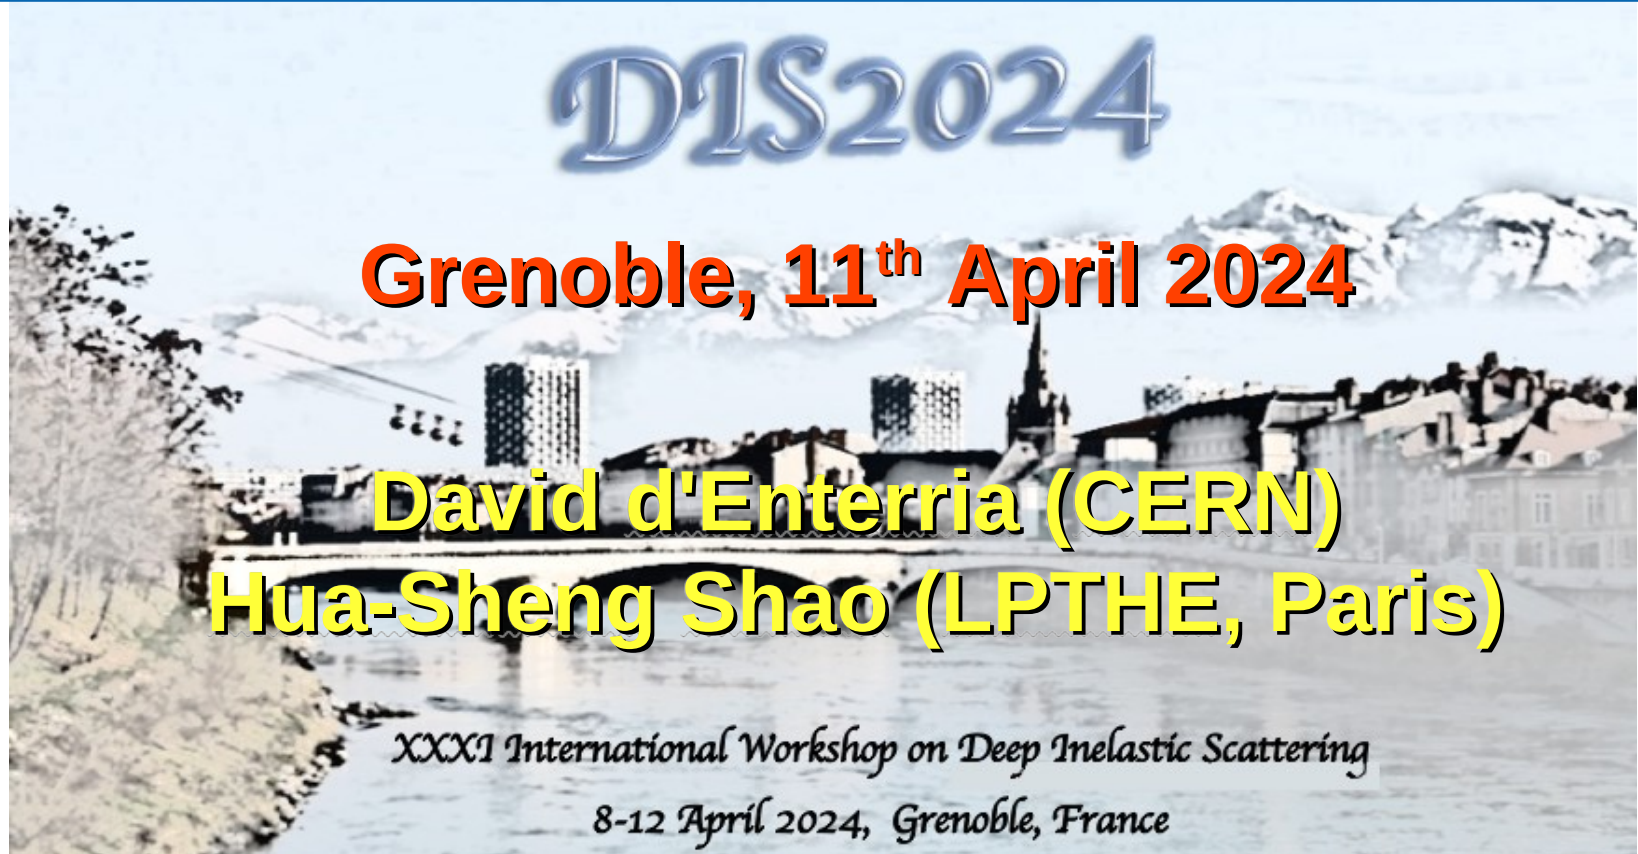 DIS2024
Grenoble, 11th April 2024
David d'Enterria (CERN)
Hua-Sheng Shao (LPTHE, Paris)
XXXI International Workshop on Deep Inelastic Scattering
8-12 April 2024, Grenoble, France